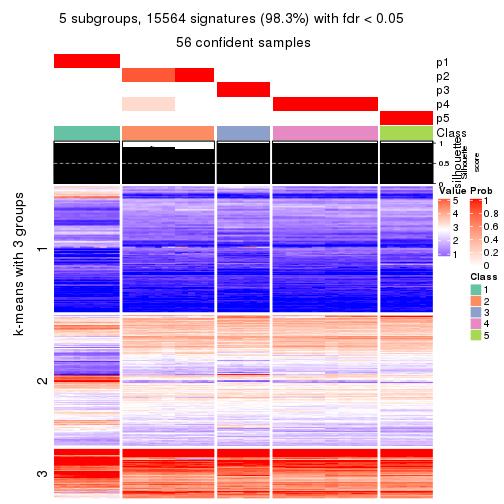 5 subgroups, 15564 signatures (98.3%) with fdr < 0.05
56 confident samples
p1
p2
p3
p4
p5
Class
1
0.5
0
silhouette
Silhouette
score
k-means with 3 groups
1
2
3
Value
5
4
3
2
1
Prob
1
0.8
0.6
0.4
0.2
0
Class
1
2
3
4
5